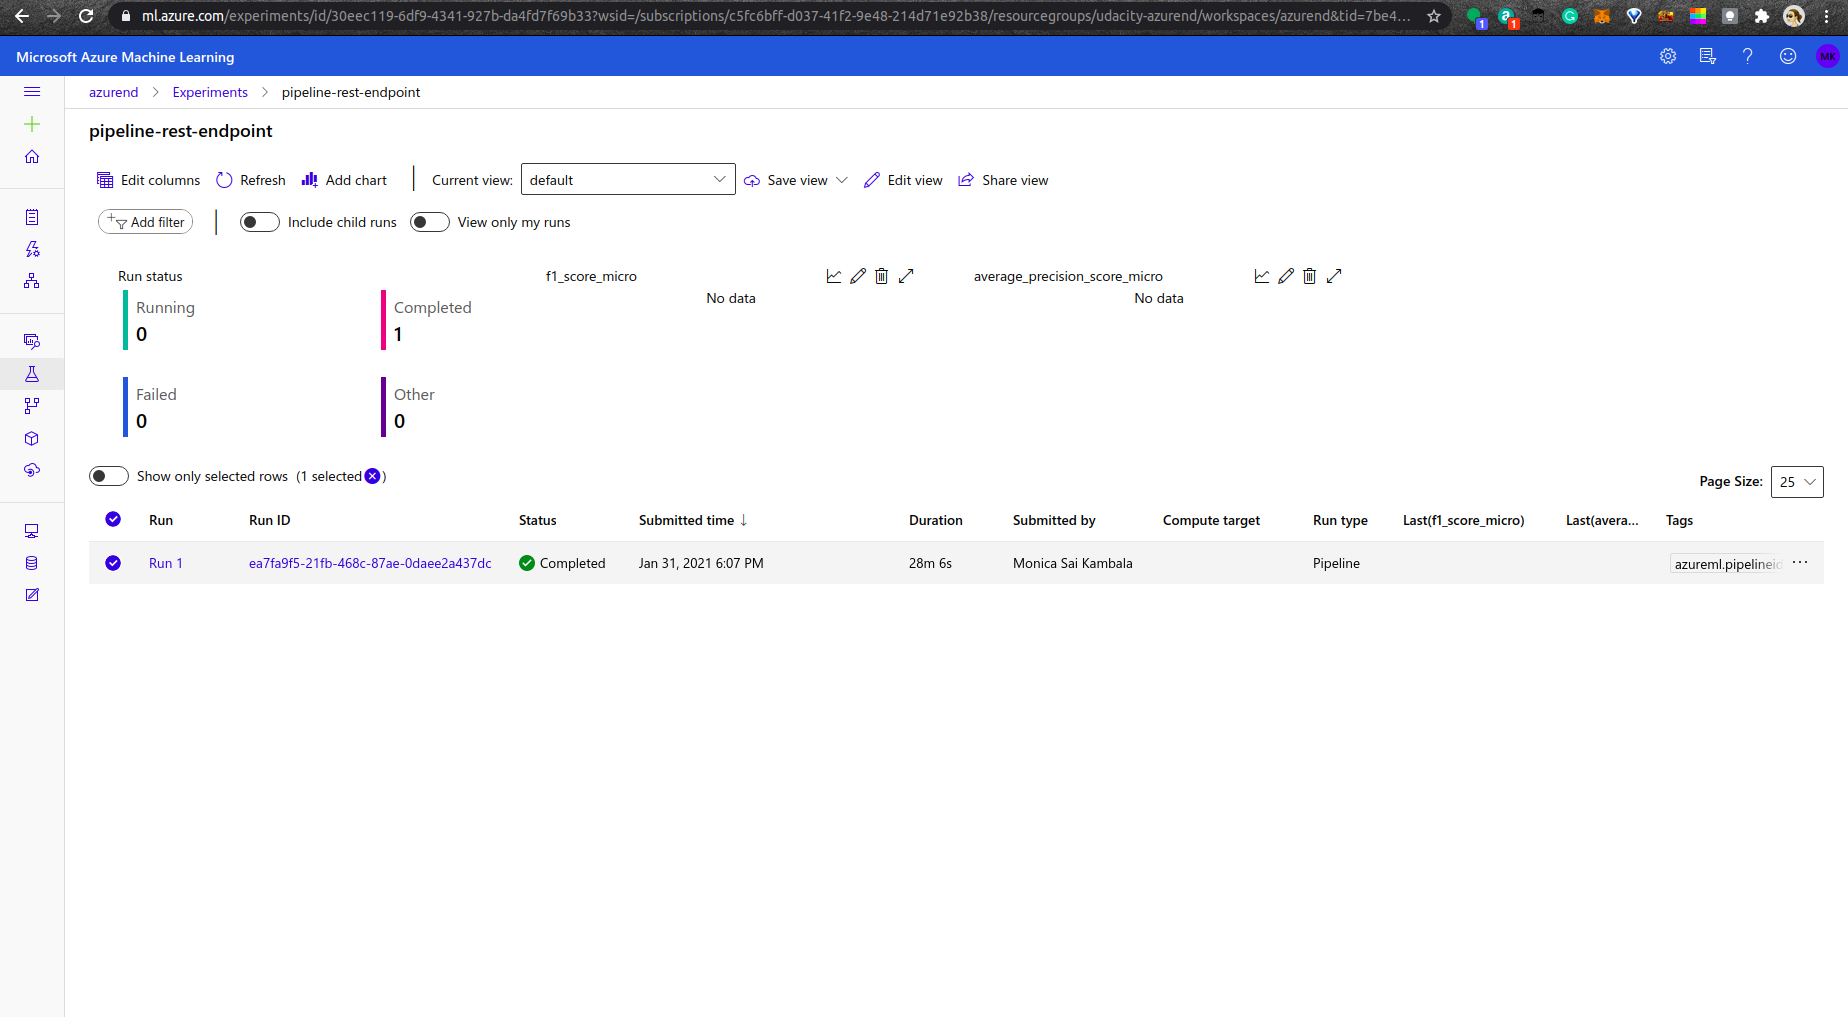 ml.azure.com/experiments/id/30eec119-6df9-4341-927b-da4fd7f69b33?wsid=/subscriptions/c5fc6bff-d037-41f2-9e48-214d71e92b38/resourcegroups/udacity-azurend/workspaces/azurend&tid=7be4...
1
1
Microsoft Azure Machine Learning
MK
azurend > Experiments > pipeline-rest-endpoint
pipeline-rest-endpoint
Edit columns Refresh Add chart Current view: default Save view Edit view Share view
Add filter Include child runs View only my runs
Run status f1_score_micro average_precision_score_micro
No data No data
Running Completed
0 1
Failed Other
0 0
Show only selected rows (1 selected )
Page Size: 25
Run Run ID Status Submitted time ↓ Duration Submitted by Compute target Run type Last(f1_score_micro) Last(avera... Tags
Run 1 ea7fa9f5-21fb-468c-87ae-0daee2a437dc Completed Jan 31, 2021 6:07 PM 28m 6s Monica Sai Kambala Pipeline azureml.pipelineid ...